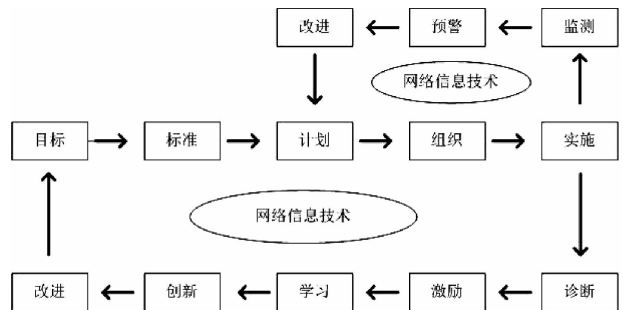 改进 预警 监测
网络信息技术
目标 标准 计划 组织 实施
网络信息技术
改进 创新 学习 激励 诊断